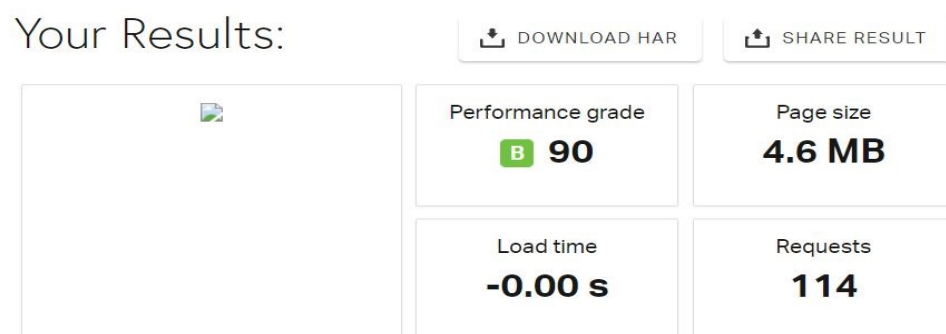 Your Results:
DOWNLOAD HAR
SHARE RESULT
Performance grade
B 90
Page size
4.6 MB
Load time
-0.00 s
Requests
114